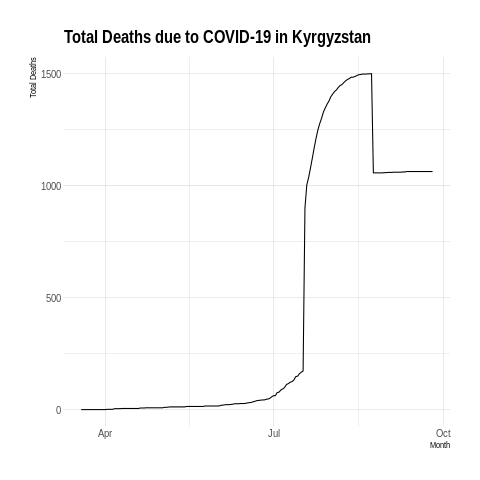 Total Deaths due to COVID-19 in Kyrgyzstan
Total Deaths
1500
1000
500
0
Apr
Jul
Oct
Month